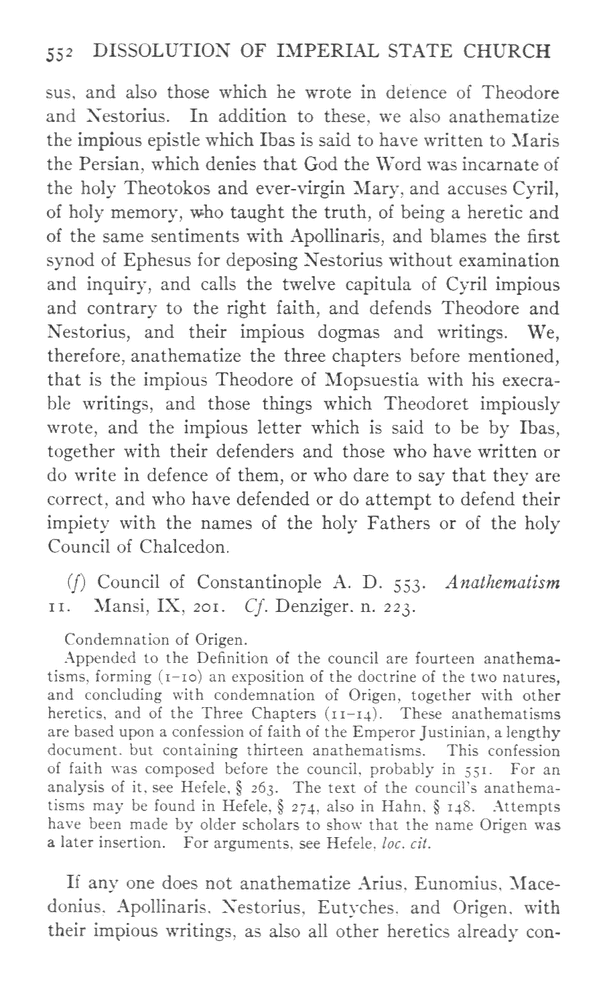 552 DISSOLUTION OF IMPERIAL STATE CHURCH
sus, and also those which he wrote in defence of Theodore
and Nestorius. In addition to these, we also anathematize
the impious epistle which Ibas is said to have written to Maris
the Persian, which denies that God the Word was incarnate of
the holy Theotokos and ever-virgin Mary, and accuses Cyril,
of holy memory, who taught the truth, of being a heretic and
of the same sentiments with Apollinaris, and blames the first
synod of Ephesus for deposing Nestorius without examination
and inquiry, and calls the twelve capitula of Cyril impious
and contrary to the right faith, and defends Theodore and
Nestorius, and their impious dogmas and writings. We,
therefore, anathematize the three chapters before mentioned,
that is the impious Theodore of Mopsuestia with his execra-
ble writings, and those things which Theodoret impiously
wrote, and the impious letter which is said to be by Ibas,
together with their defenders and those who have written or
do write in defence of them, or who dare to say that they are
correct, and who have defended or do attempt to defend their
impiety with the names of the holy Fathers or of the holy
Council of Chalcedon.
(f) Council of Constantinople A. D. 553. Anathematism
11. Mansi, IX, 201. Cf. Denziger. n. 223.
Condemnation of Origen.
Appended to the Definition of the council are fourteen anathema-
tisms, forming (1-10) an exposition of the doctrine of the two natures,
and concluding with condemnation of Origen, together with other
heretics, and of the Three Chapters (11-14). These anathematisms
are based upon a confession of faith of the Emperor Justinian, a lengthy
document, but containing thirteen anathematisms. This confession
of faith was composed before the council, probably in 551. For an
analysis of it, see Hefele, § 263. The text of the council's anathema-
tisms may be found in Hefele, § 274, also in Hahn, § 148. Attempts
have been made by older scholars to show that the name Origen was
a later insertion. For arguments, see Hefele, loc. cit.
If any one does not anathematize Arius, Eunomius, Mace-
donius, Apollinaris, Nestorius, Eutyches, and Origen, with
their impious writings, as also all other heretics already con-